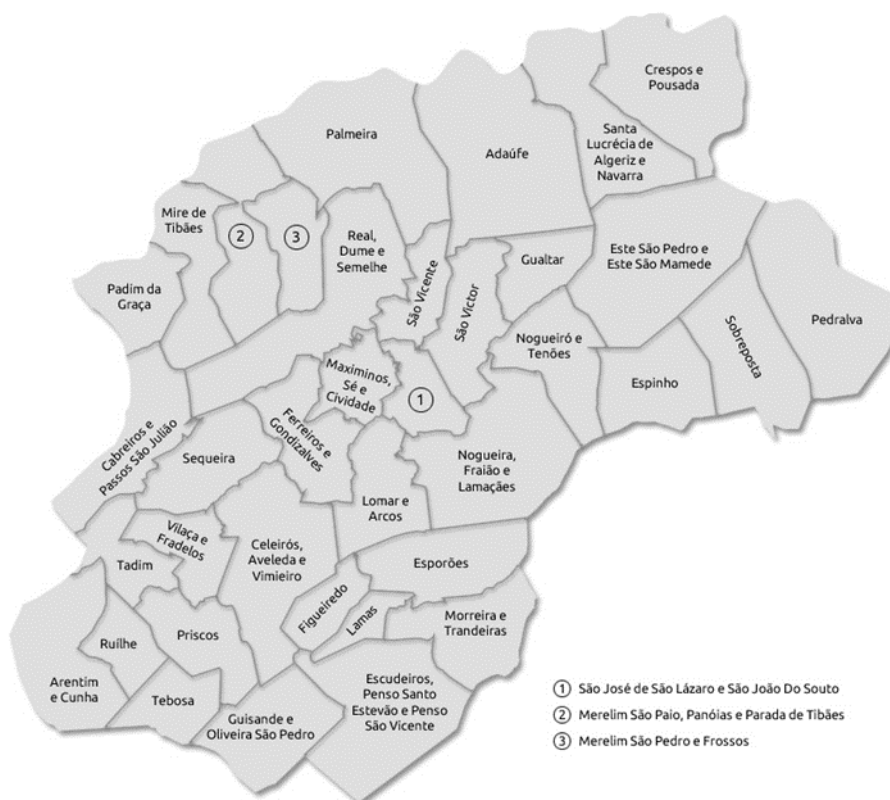 Crespos e
Pousada
Palmeira
Adaúfe
Santa
Lucrécia de
Algeriz e
Navarra
Mire de
Tibães
2
3
Real,
Dume e
Semelhe
São Vicente
São Victor
Gualtar
Este São Pedro e
Este São Mamede
Padim da
Graça
Sobreposta
Pedralva
Nogueiró e
Tenões
Espinho
Maximinos,
Sé e
Cividade
1
Cabreiros e
Passos São Julião
Sequeira
Ferreiros e
Gondizalves
Nogueira,
Fraião e
Lamaçães
Lomar e
Arcos
Vilaça e
Fradelos
Celeirós,
Aveleda e
Vimieiro
Tadim
Esporões
Figueiredo
Lamas
Morreira e
Trandeiras
Ruílhe
Priscos
Arentim
e Cunha
Tebosa
Guisande e
Oliveira São Pedro
Escudeiros,
Penso Santo
Estevão e Penso
São Vicente
1 São José de São Lázaro e São João Do Souto
2 Merelim São Paio, Panóias e Parada de Tibães
3 Merelim São Pedro e Frossos